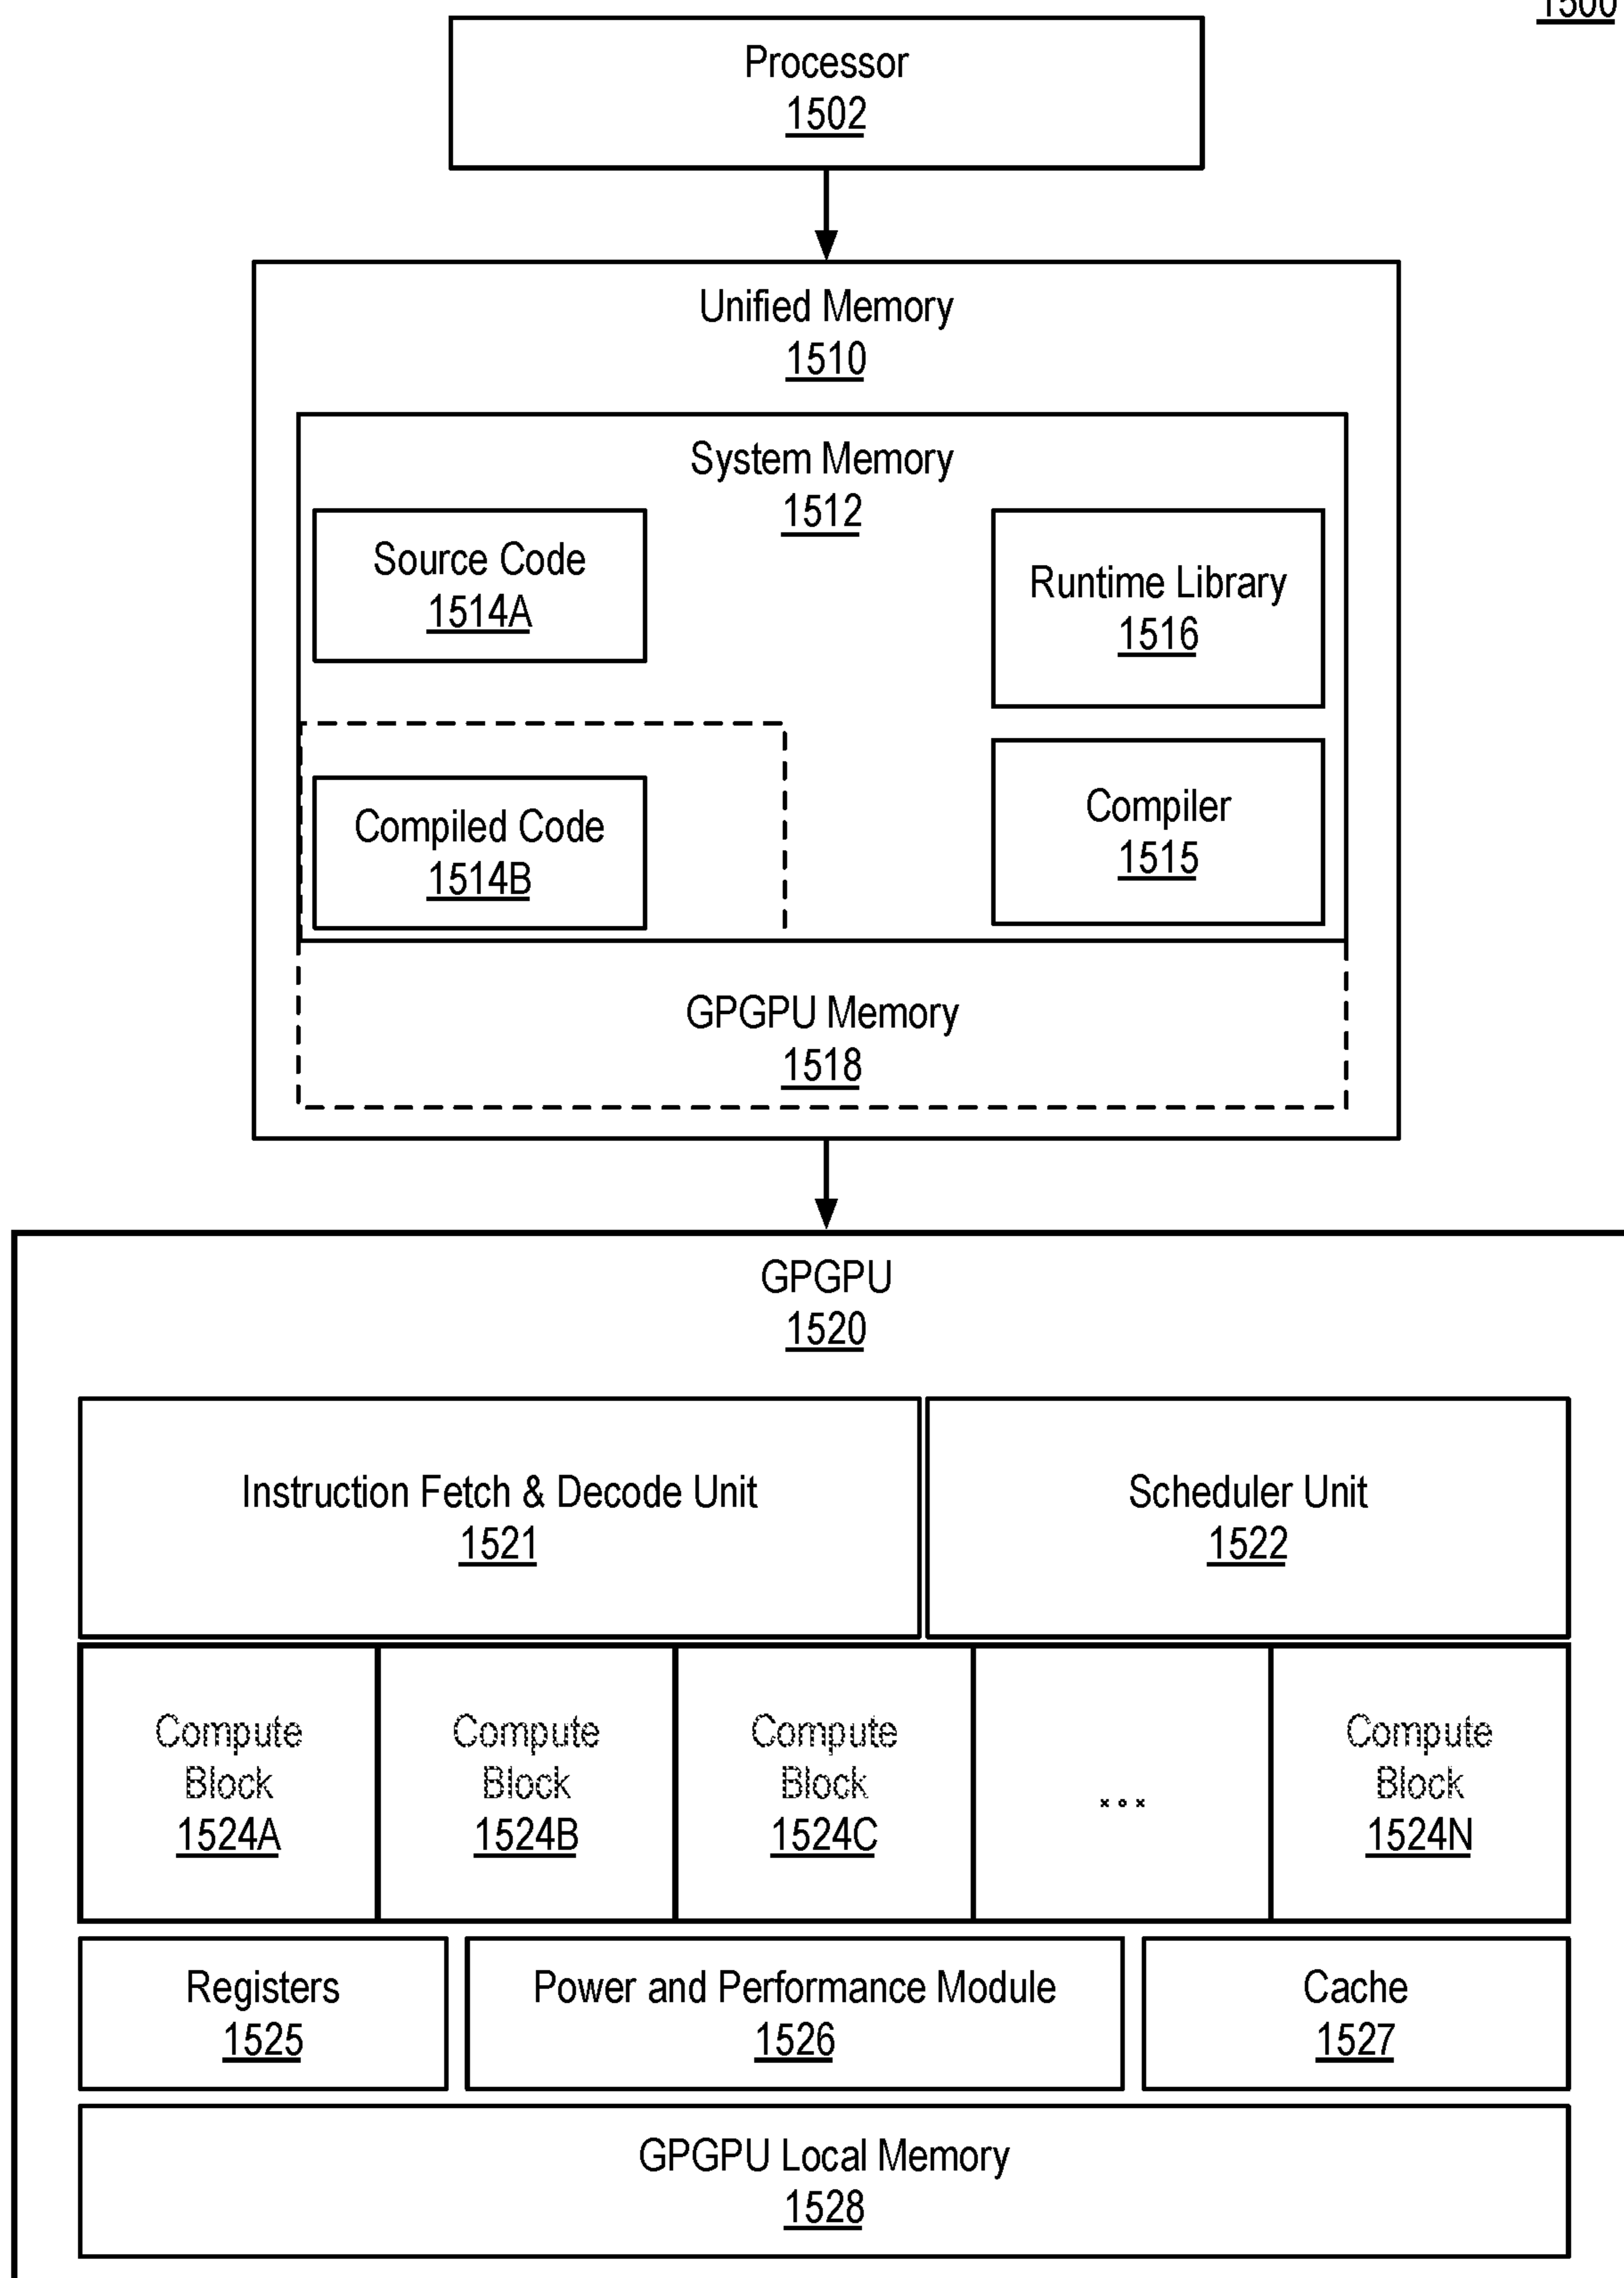 1500
Processor
1502
Unified Memory
1510
System Memory
1512
Source Code
1514A
Runtime Library
1516
Compiled Code
1514B
Compiler
1515
GPGPU Memory
1518
GPGPU
1520
Instruction Fetch & Decode Unit
1521
Scheduler Unit
1522
Compute
Block
1524A
Compute
Block
1524B
Compute
Block
1524C
...
Compute
Block
1524N
Registers
1525
Power and Performance Module
1526
Cache
1527
GPGPU Local Memory
1528